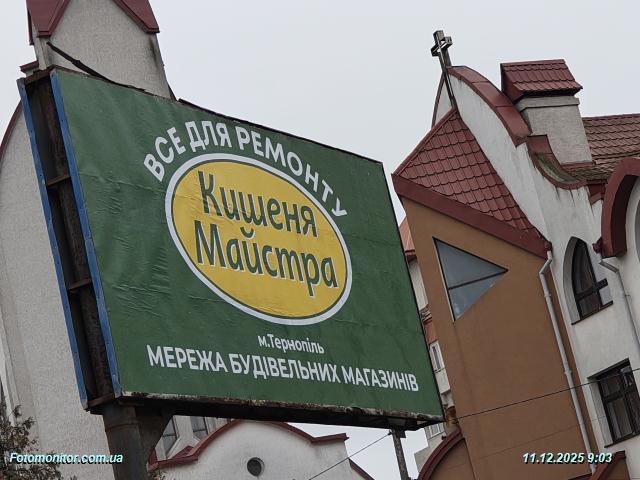 ВСЕ ДЛЯ РЕМОНТУ
Кишеня
Майстра
м.Тернопіль
МЕРЕЖА БУДІВЕЛЬНИХ МАГАЗИНІВ
Fotomonitor.com.ua
11.12.2025 9:03